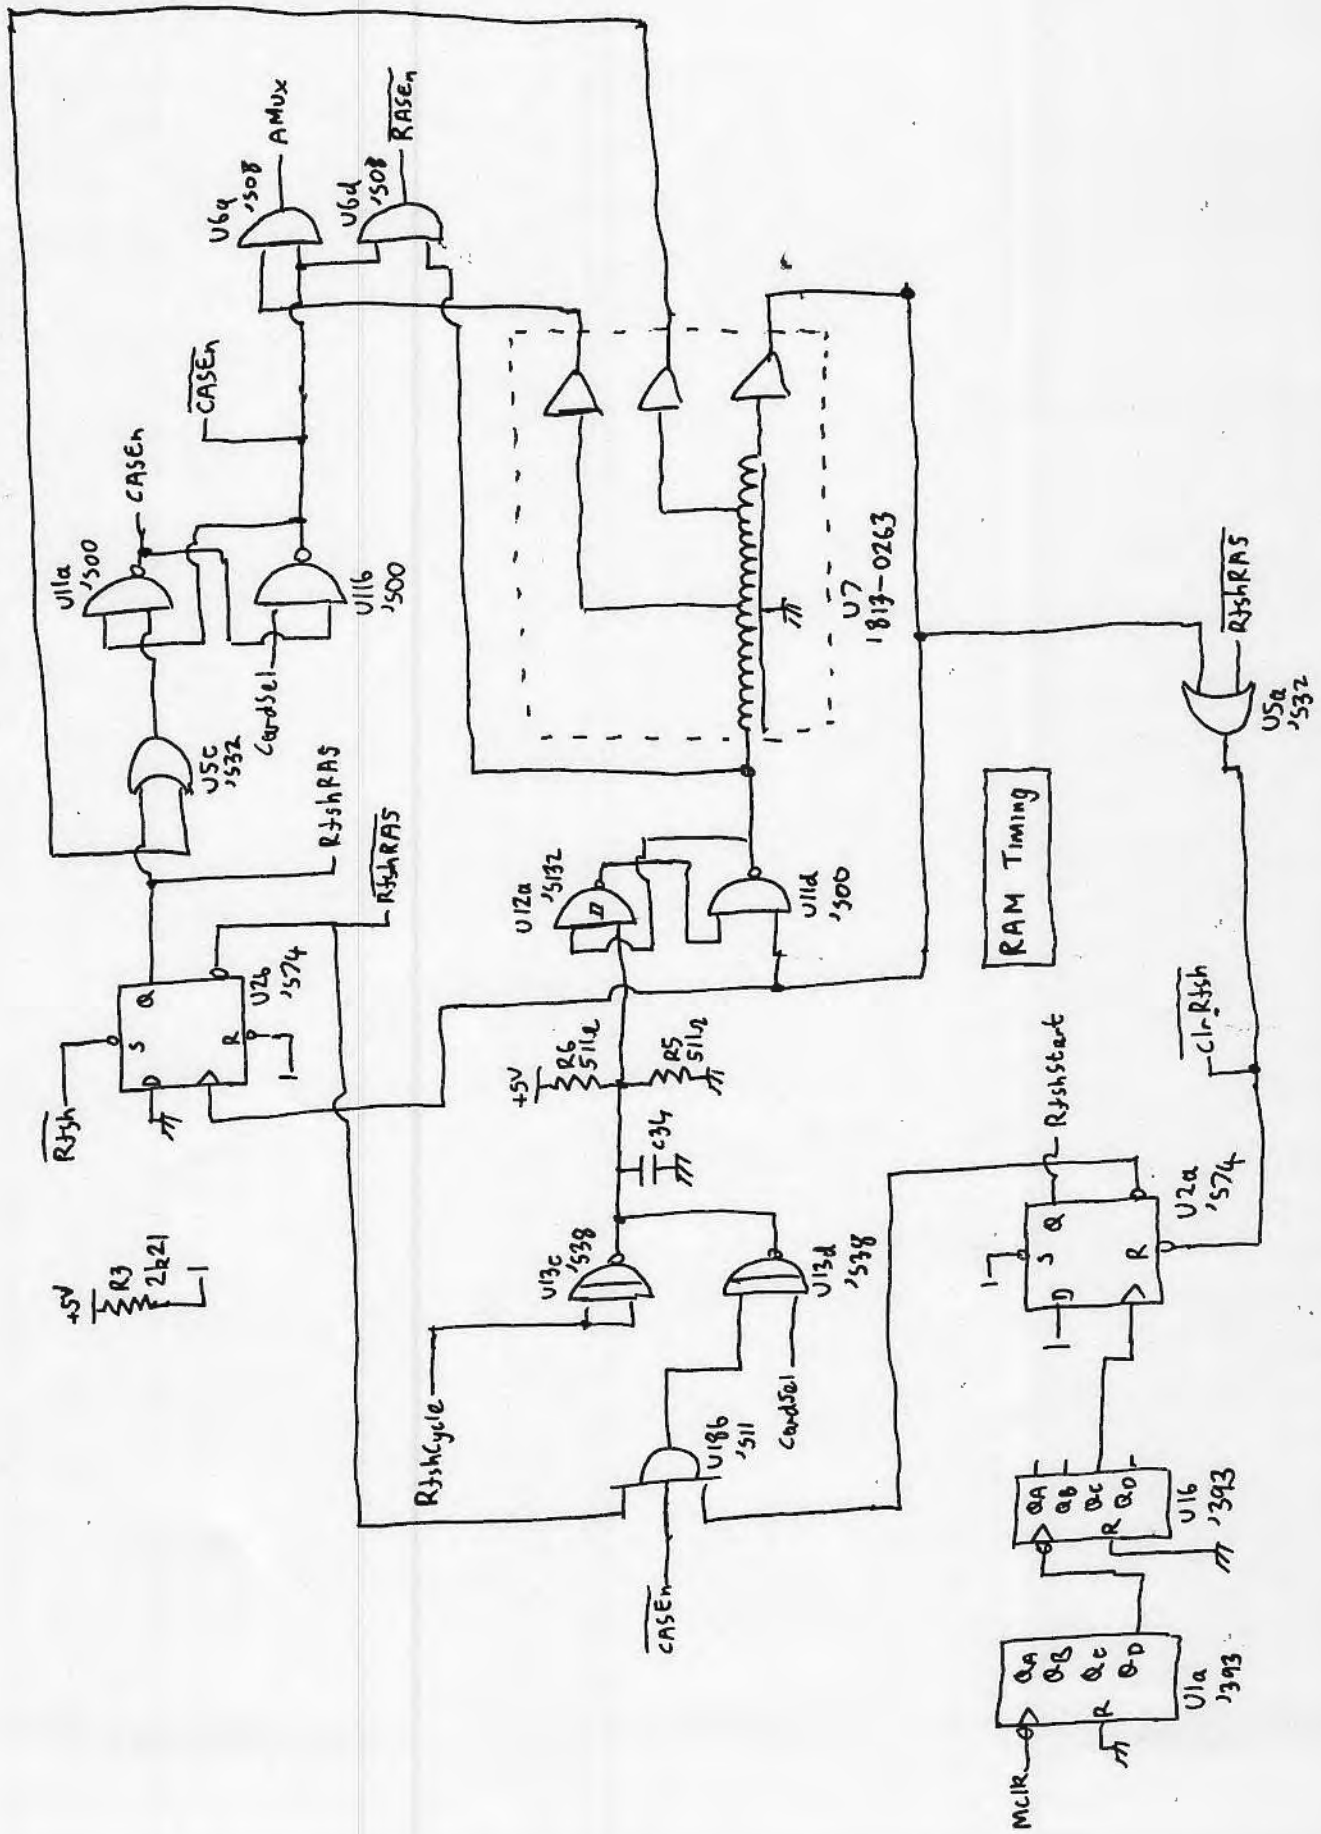 +5V
R3
2k21
1
Rfsh
D
S
Q
R
1
U2b
'S74
RfshRAS
RfshRAS
U5c
'S32
U11a
'S00
CASEn
CardSel
U11b
'S00
CASEn
U6a
'S08
AMux
U6d
'S08
RASEn
RfshCycle
U13c
'S38
CASEn
U18b
'S11
CardSel
U13d
'S38
C34
+5V
R6
511Ω
R5
511Ω
U12a
'S132
U11d
'S00
U7
1813-0263
RAM Timing
MClk
QA
QB
QC
QD
R
U1a
'393
QA
QB
QC
QD
R
U1b
'393
1
D
1
S
Q
R
U2a
'S74
RfshStart
Clr Rfsh
U5a
'S32
RfshRAS